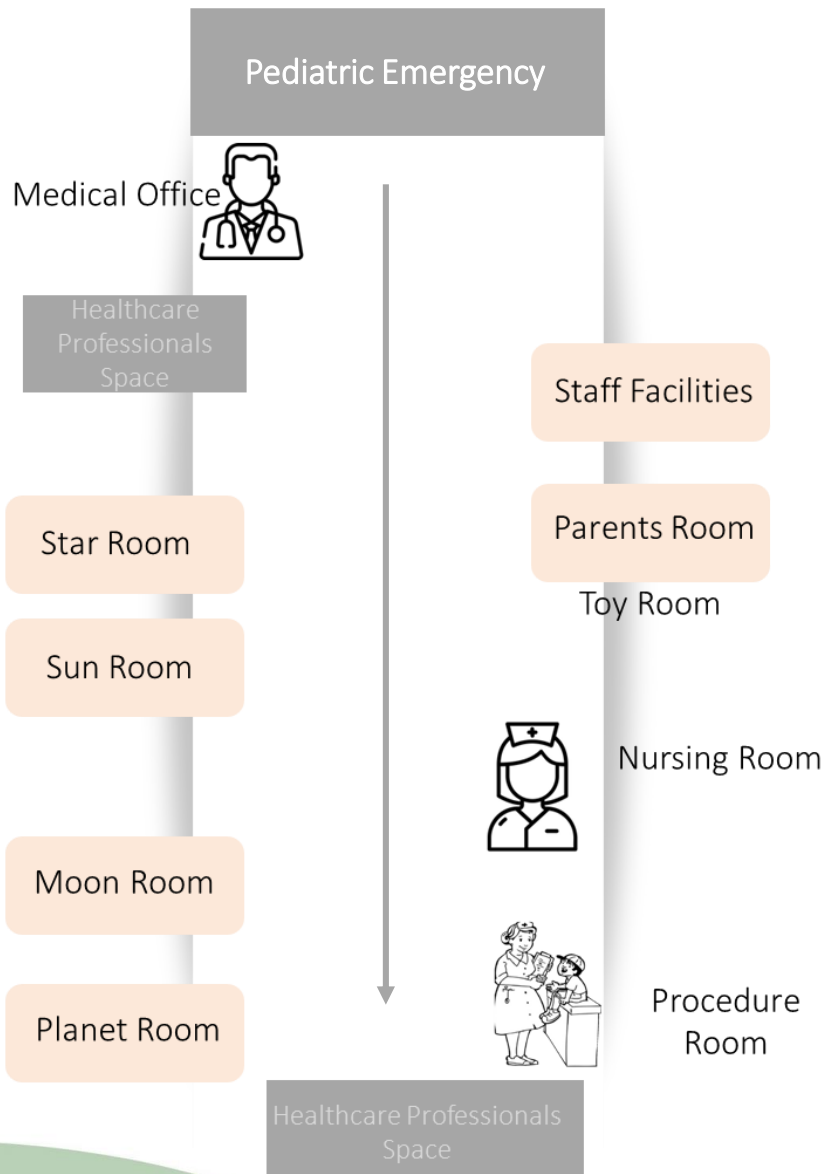 Pediatric Emergency
Medical Office
Healthcare
Professionals
Space
Staff Facilities
Star Room
Parents Room
Toy Room
Sun Room
Nursing Room
Moon Room
Planet Room
Procedure
Room
Healthcare Professionals
Space